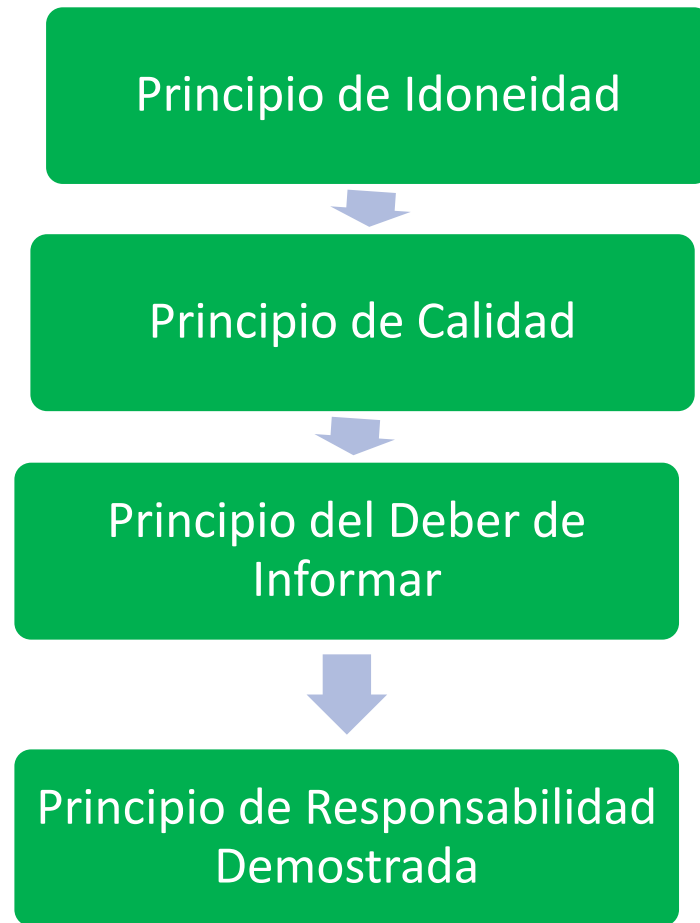 Principio de Idoneidad
Principio de Calidad
Principio del Deber de
Informar
Principio de Responsabilidad
Demostrada